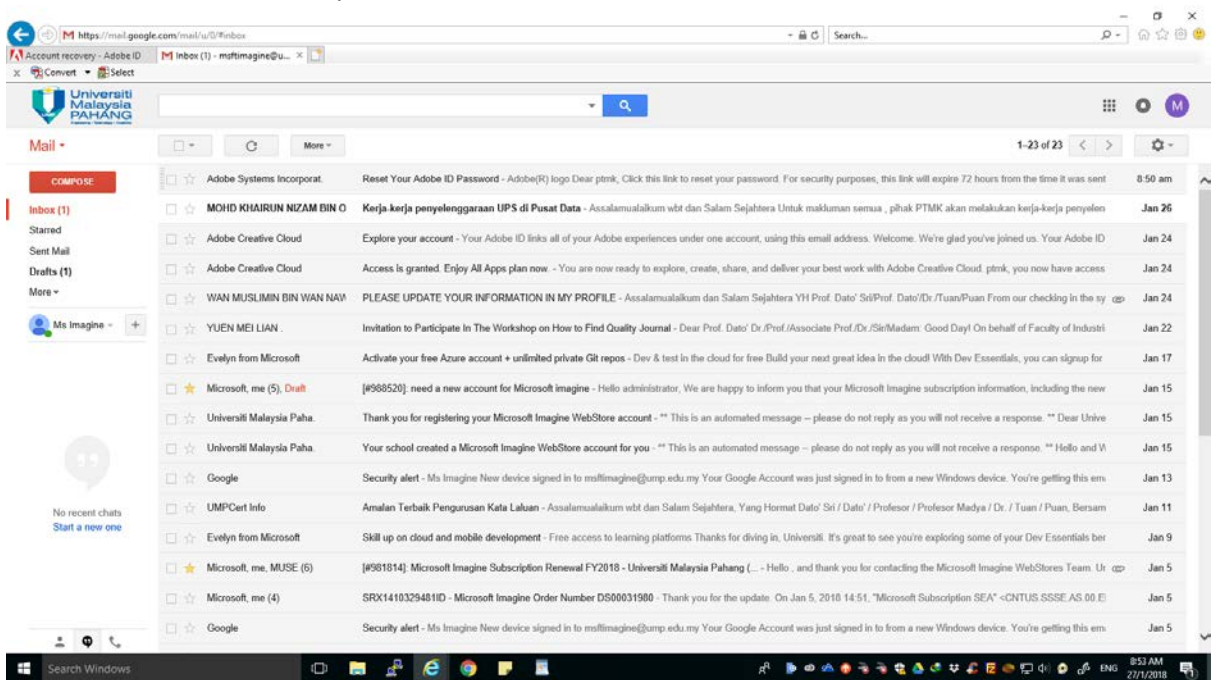 https://mail.google.com/mail/u/0/#inbox
Search...
Account recovery - Adobe ID
Inbox (1) - msftimagine@u...
x Convert Select
Universiti
Malaysia
PAHANG
M
Mail
More
1–23 of 23
COMPOSE
Inbox (1)
Starred
Sent Mail
Drafts (1)
More
Ms Imagine
+
No recent chats
Start a new one
Adobe Systems Incorporat. Reset Your Adobe ID Password - Adobe(R) logo Dear ptmk, Click this link to reset your password. For security purposes, this link will expire 72 hours from the time it was sent 8:50 am
MOHD KHAIRUN NIZAM BIN O Kerja-kerja penyelenggaraan UPS di Pusat Data - Assalamualaikum wbt dan Salam Sejahtera Untuk makluman semua , pihak PTMK akan melakukan kerja-kerja penyelen Jan 26
Adobe Creative Cloud Explore your account - Your Adobe ID links all of your Adobe experiences under one account, using this email address. Welcome. We're glad you've joined us. Your Adobe ID Jan 24
Adobe Creative Cloud Access is granted. Enjoy All Apps plan now. - You are now ready to explore, create, share, and deliver your best work with Adobe Creative Cloud. ptmk, you now have access Jan 24
WAN MUSLIMIN BIN WAN NAW PLEASE UPDATE YOUR INFORMATION IN MY PROFILE - Assalamualaikum dan Salam Sejahtera YH Prof. Dato' Sri/Prof. Dato'/Dr./Tuan/Puan From our checking in the sy Jan 24
YUEN MEI LIAN . Invitation to Participate In The Workshop on How to Find Quality Journal - Dear Prof. Dato' Dr./Prof./Associate Prof./Dr./Sir/Madam: Good Day! On behalf of Faculty of Industri Jan 22
Evelyn from Microsoft Activate your free Azure account + unlimited private Git repos - Dev & test in the cloud for free Build your next great idea in the cloud! With Dev Essentials, you can signup for Jan 17
Microsoft, me (5), Draft [#988520]: need a new account for Microsoft imagine - Hello administrator, We are happy to inform you that your Microsoft Imagine subscription information, including the new Jan 15
Universiti Malaysia Paha. Thank you for registering your Microsoft Imagine WebStore account - ** This is an automated message -- please do not reply as you will not receive a response. ** Dear Unive Jan 15
Universiti Malaysia Paha. Your school created a Microsoft Imagine WebStore account for you - ** This is an automated message -- please do not reply as you will not receive a response. ** Hello and W Jan 15
Google Security alert - Ms Imagine New device signed in to msftimagine@ump.edu.my Your Google Account was just signed in to from a new Windows device. You're getting this ema Jan 13
UMPCert Info Amalan Terbaik Pengurusan Kata Laluan - Assalamualaikum wbt dan Salam Sejahtera, Yang Hormat Dato' Sri / Dato' / Profesor / Profesor Madya / Dr. / Tuan / Puan, Bersam Jan 11
Evelyn from Microsoft Skill up on cloud and mobile development - Free access to learning platforms Thanks for diving in, Universiti. It's great to see you're exploring some of your Dev Essentials ben Jan 9
Microsoft, me, MUSE (6) [#981814]: Microsoft Imagine Subscription Renewal FY2018 - Universiti Malaysia Pahang (... - Hello , and thank you for contacting the Microsoft Imagine WebStores Team. Ur Jan 5
Microsoft, me (4) SRX1410329481ID - Microsoft Imagine Order Number DS00031980 - Thank you for the update. On Jan 5, 2018 14:51, "Microsoft Subscription SEA" <CNTUS.SSSE.AS.00.E Jan 5
Google Security alert - Ms Imagine New device signed in to msftimagine@ump.edu.my Your Google Account was just signed in to from a new Windows device. You're getting this ema Jan 5
Search Windows
ENG
8:53 AM
27/1/2018